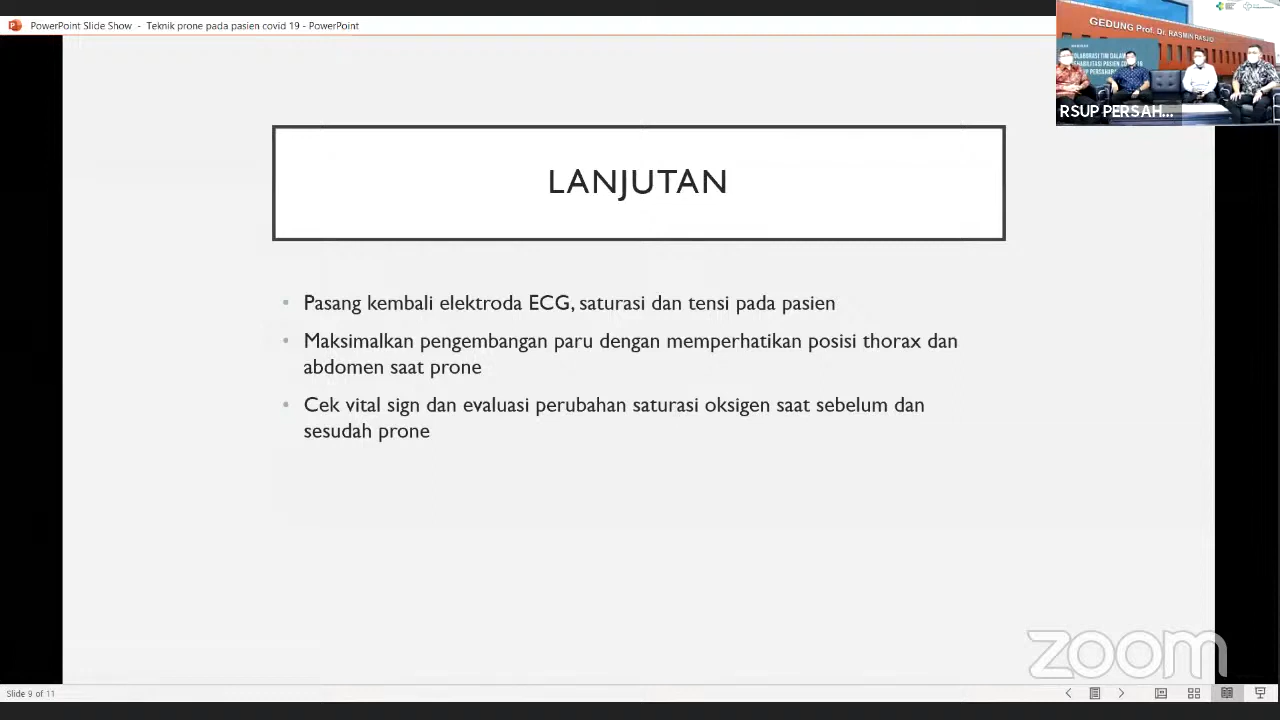 PowerPoint Slide Show - Teknik prone pada pasien covid 19 - PowerPoint
GEDUNG Prof. Dr. RASMIN RASJID
RSUP PERSAH...
LANJUTAN
Pasang kembali elektroda ECG, saturasi dan tensi pada pasien
Maksimalkan pengembangan paru dengan memperhatikan posisi thorax dan
abdomen saat prone
Cek vital sign dan evaluasi perubahan saturasi oksigen saat sebelum dan
sesudah prone
zoom
Slide 9 of 11